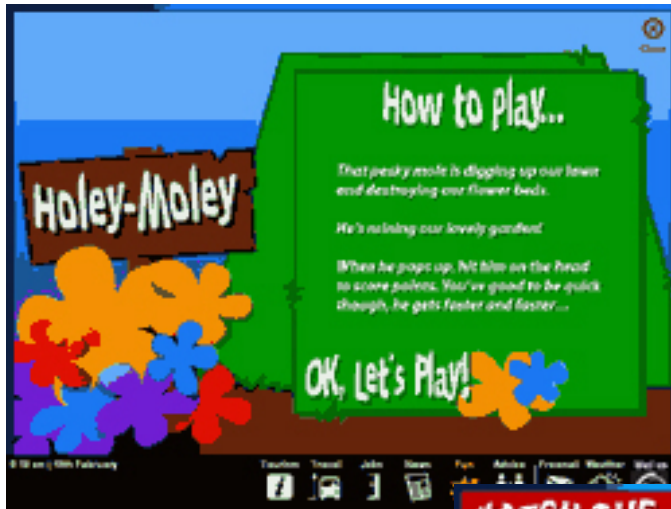 Close
How to play...
That pesky mole is digging up our lawn
and destroying our flower beds.
Holey-Moley
He's ruining our lovely garden!
When he pops up, hit him on the head
to score points. You've good to be quick
though, he gets faster and faster...
OK, Let's Play!
February
Tourism Travel Jobs News Fun Advice Freemail Weather